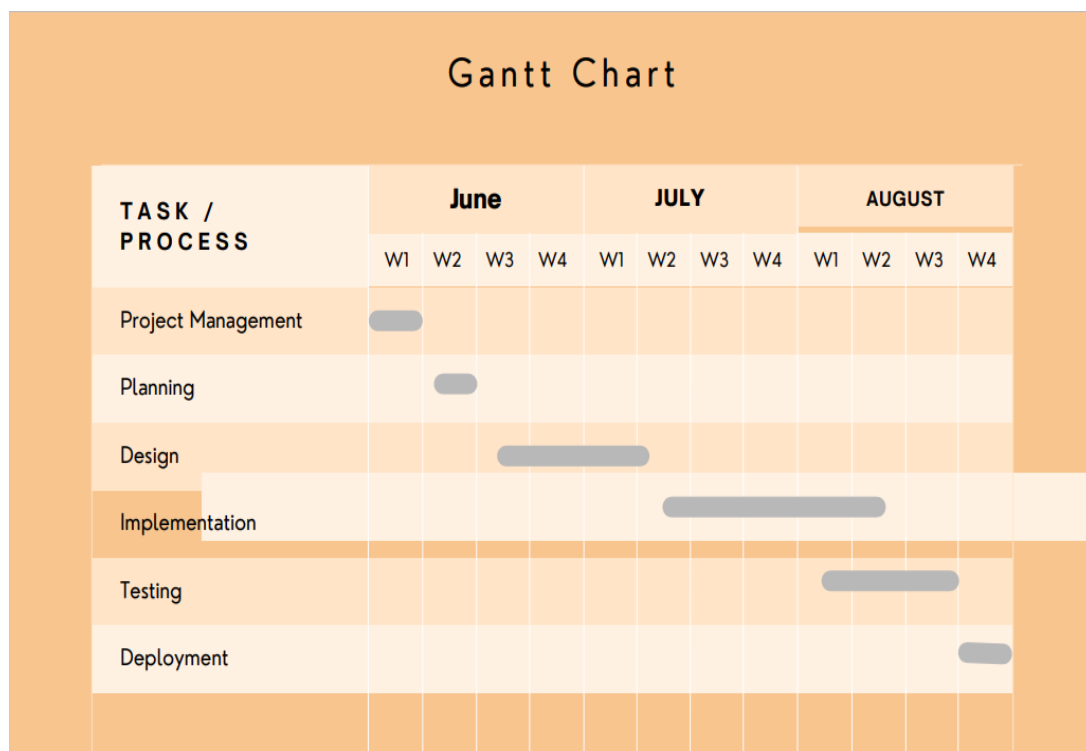 Gantt Chart
TASK /
PROCESS
June JULY AUGUST
W1 W2 W3 W4 W1 W2 W3 W4 W1 W2 W3 W4
Project Management
Planning
Design
Implementation
Testing
Deployment